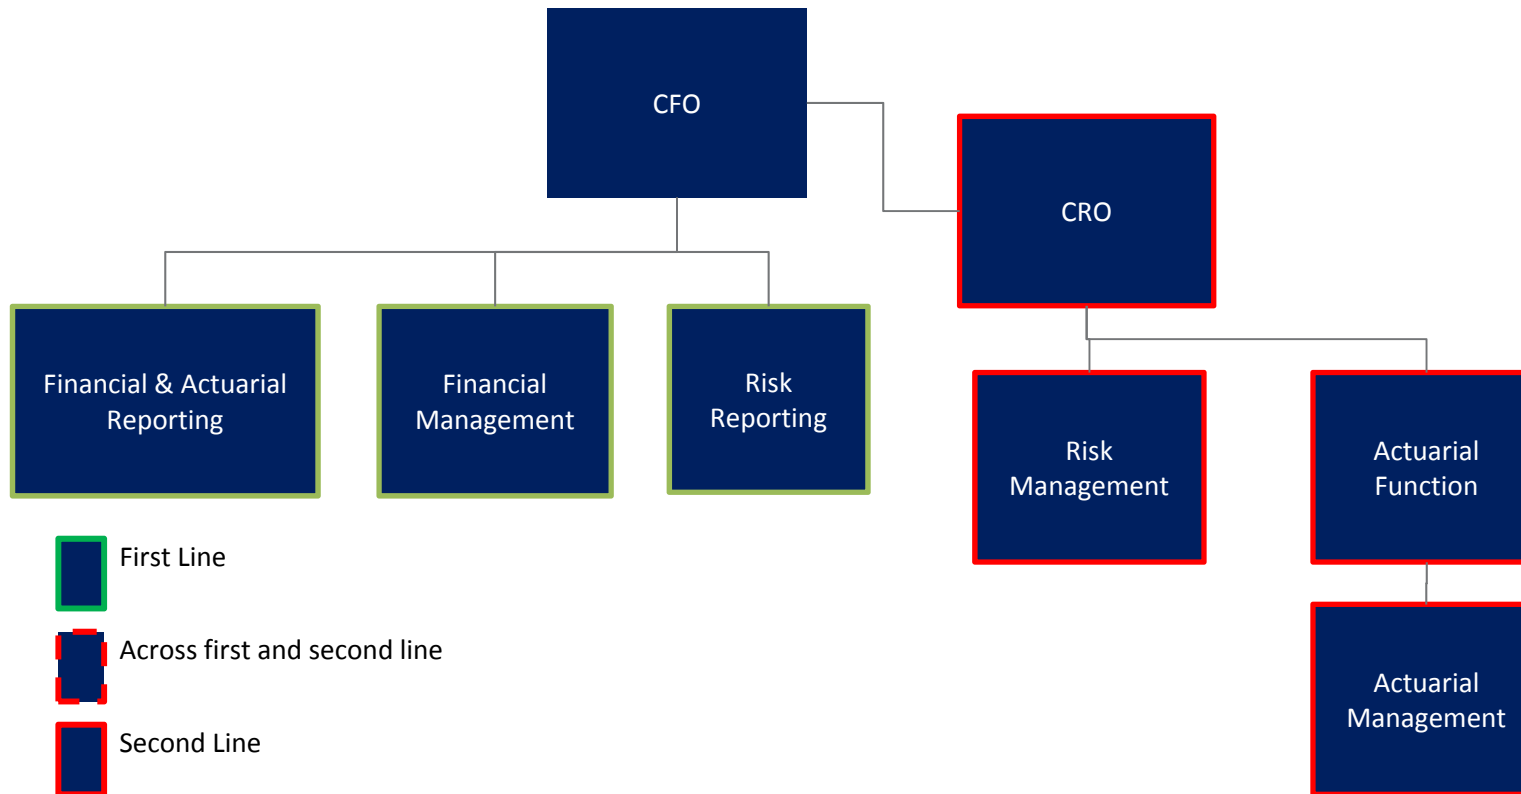 CFO
CRO
Financial & Actuarial
Reporting
Financial
Management
Risk
Reporting
Risk
Management
Actuarial
Function
Actuarial
Management
First Line
Across first and second line
Second Line